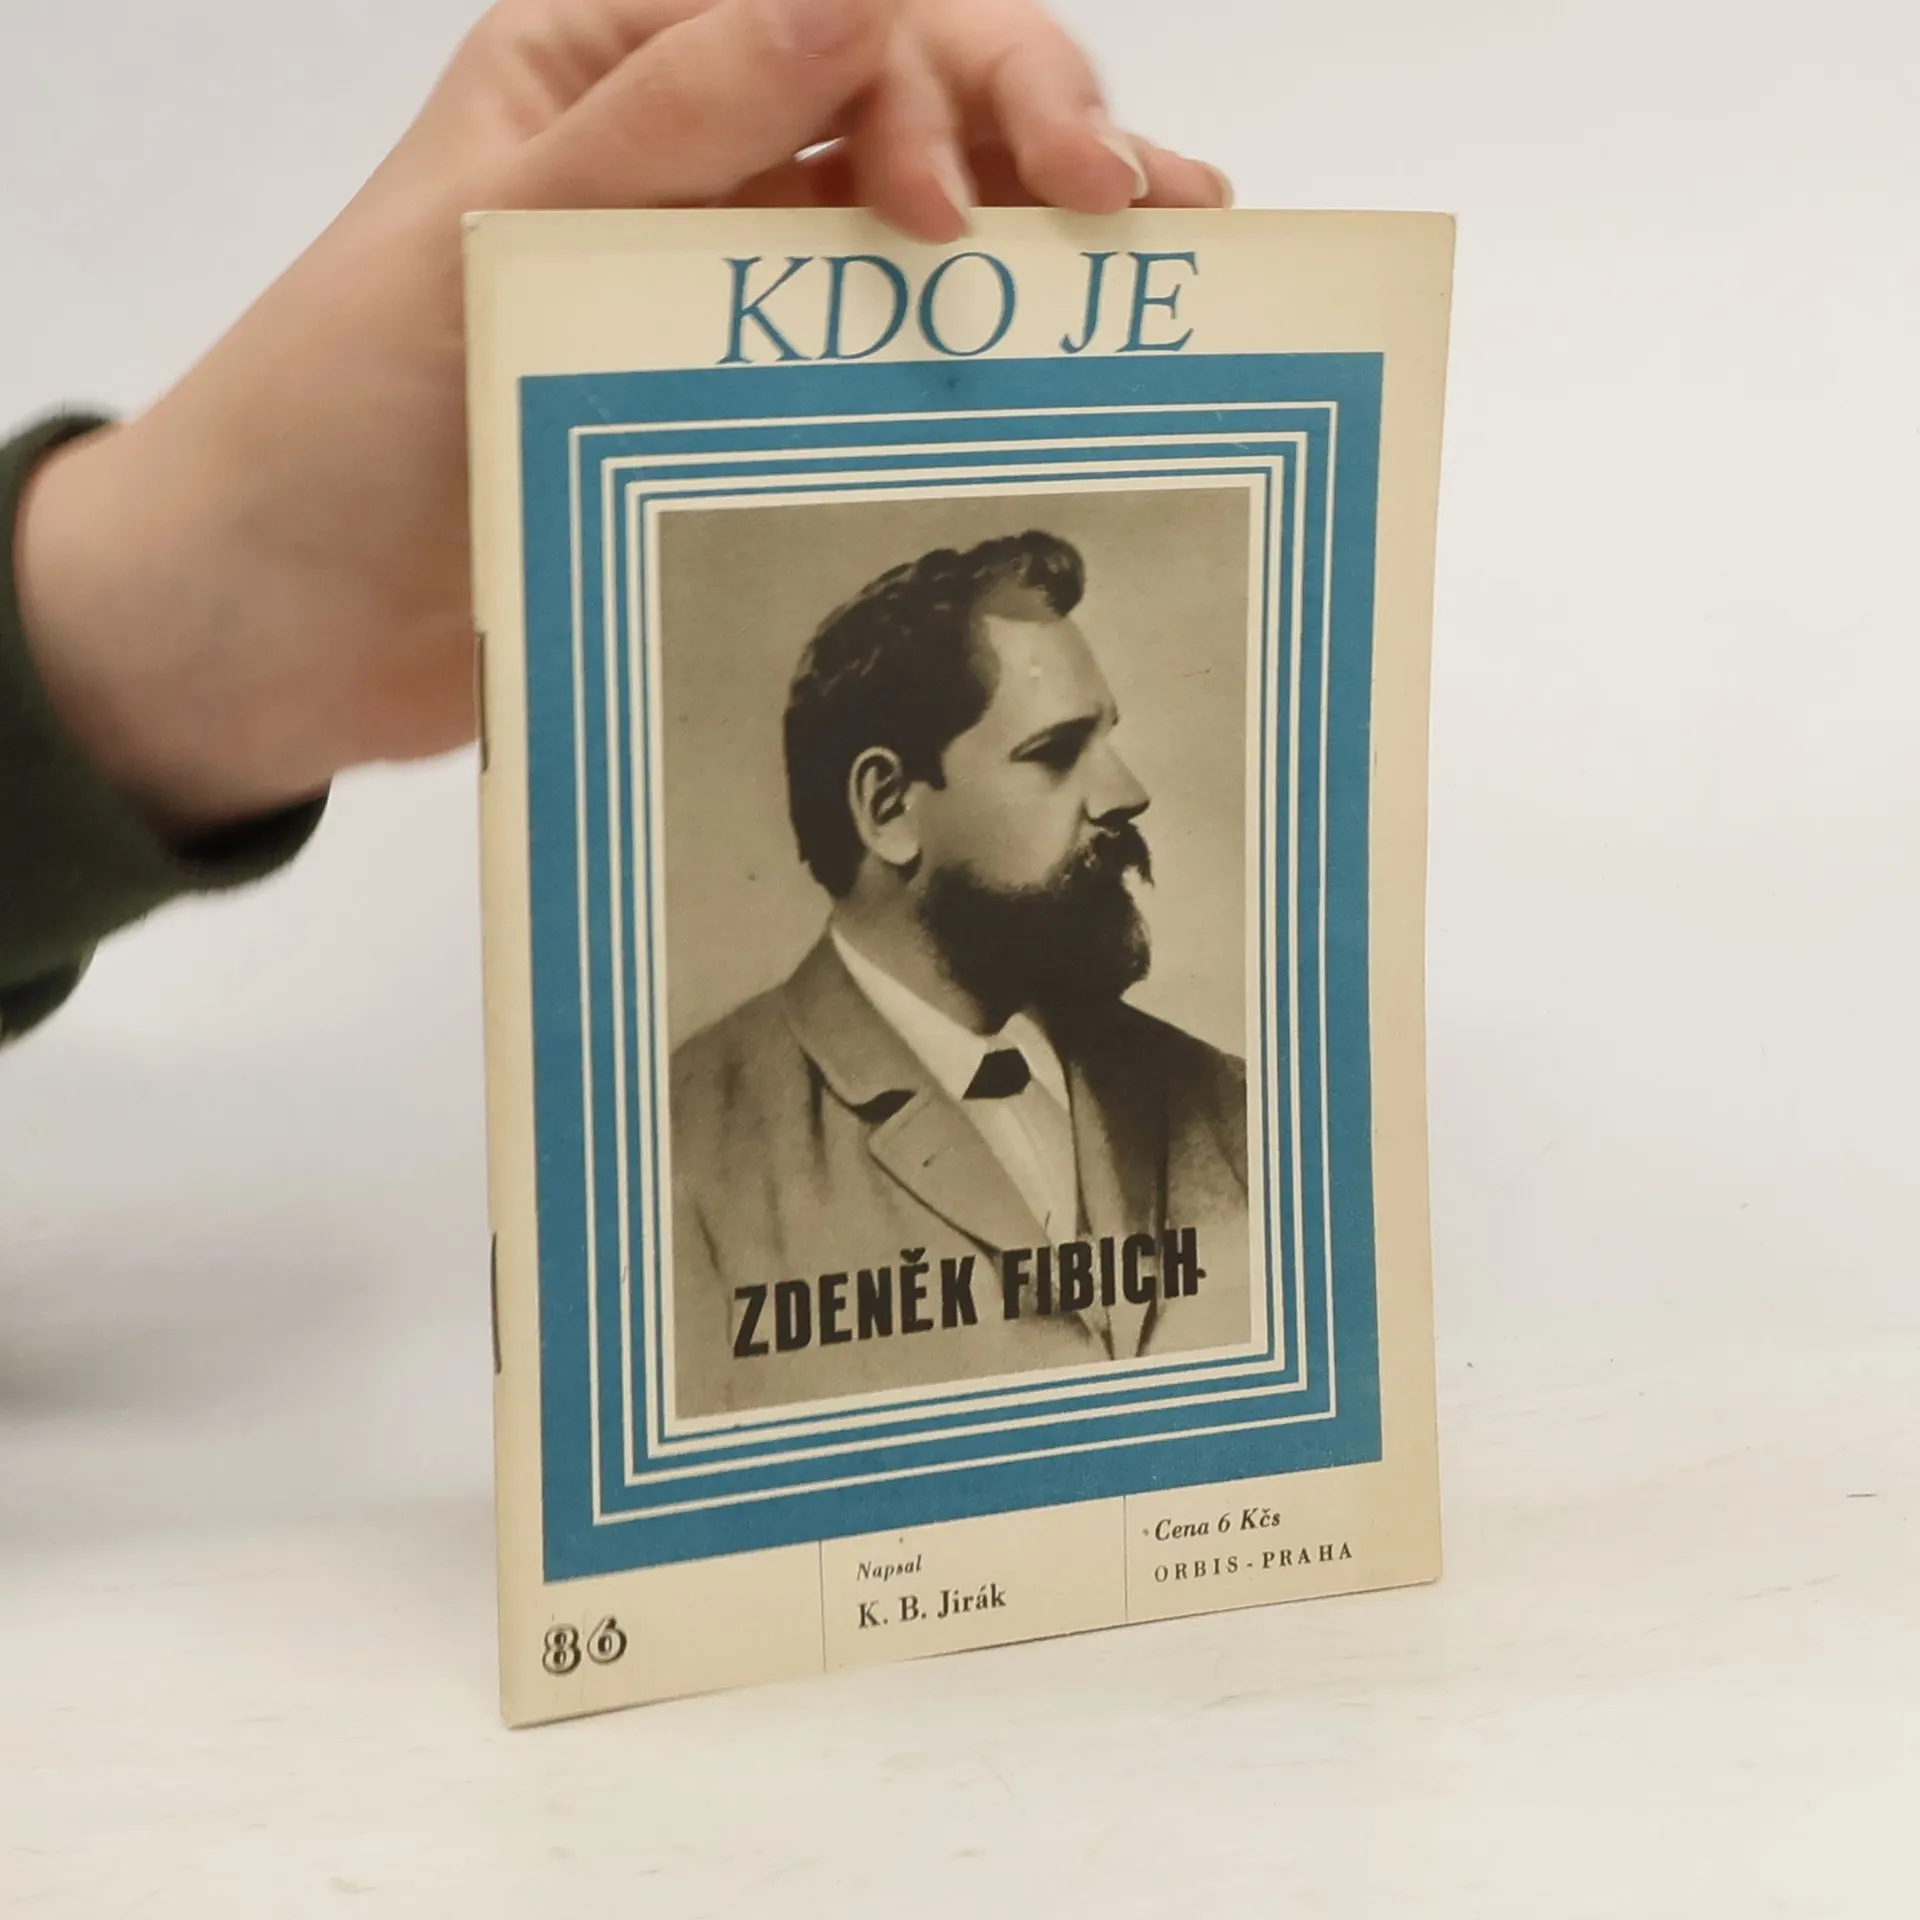 KDO JE
ZDENĚK FIBICH
86
Napsal
K. B. Jirák
Cena 6 Kčs
ORBIS - PRAHA